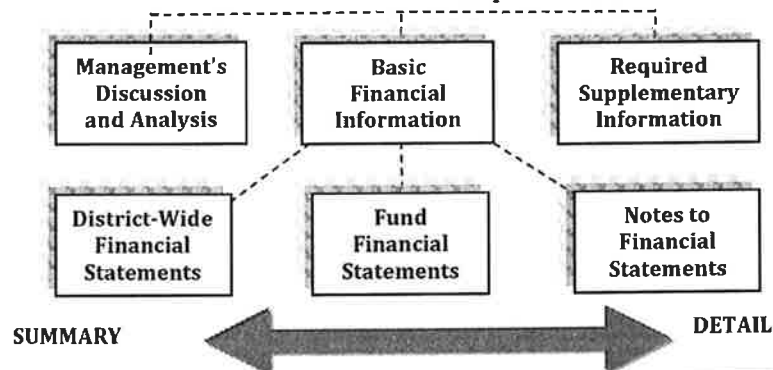 Management's
Discussion
and Analysis
Basic
Financial
Information
Required
Supplementary
Information
District-Wide
Financial
Statements
Fund
Financial
Statements
Notes to
Financial
Statements
SUMMARY
DETAIL